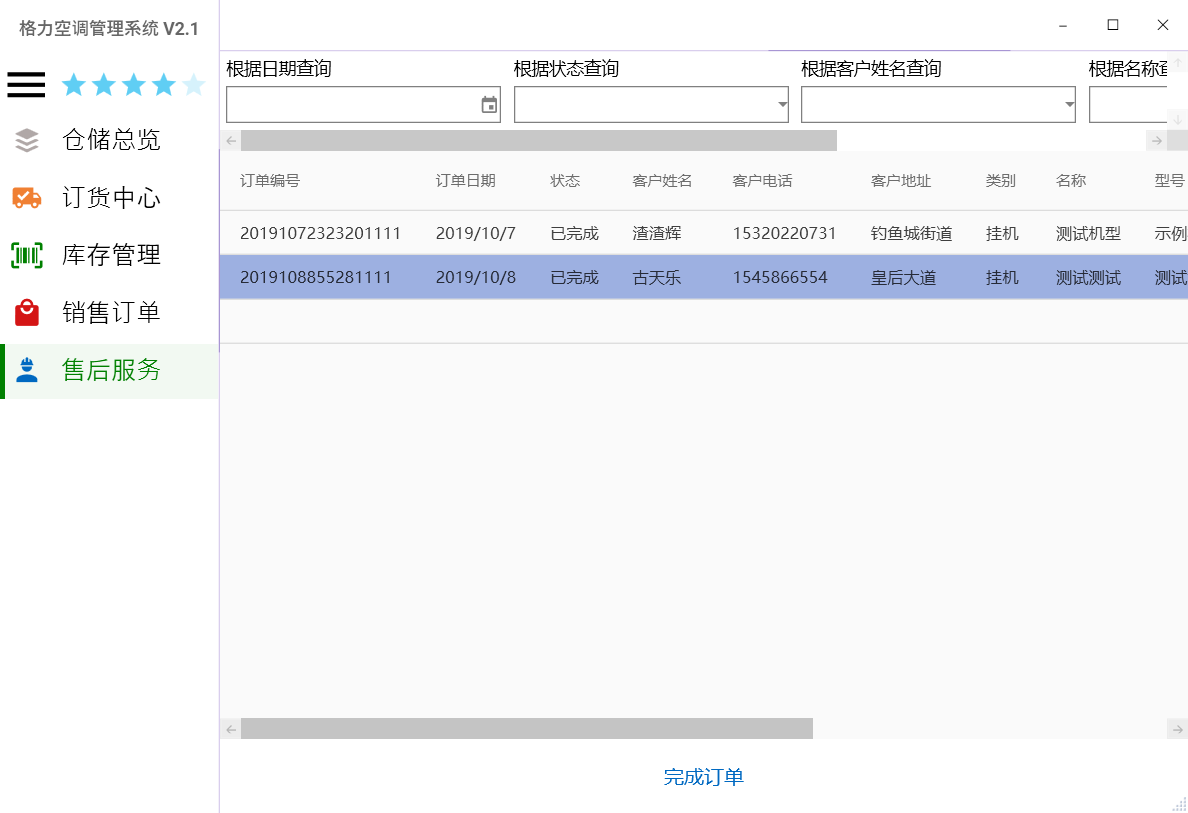 格力空调管理系统 V2.1
仓储总览
订货中心
库存管理
销售订单
售后服务
根据日期查询 根据状态查询 根据客户姓名查询 根据名称查
订单编号 订单日期 状态 客户姓名 客户电话 客户地址 类别 名称 型号
20191072323201111 2019/10/7 已完成 渣渣辉 15320220731 钓鱼城街道 挂机 测试机型 示例
2019108855281111 2019/10/8 已完成 古天乐 1545866554 皇后大道 挂机 测试测试 测试
完成订单